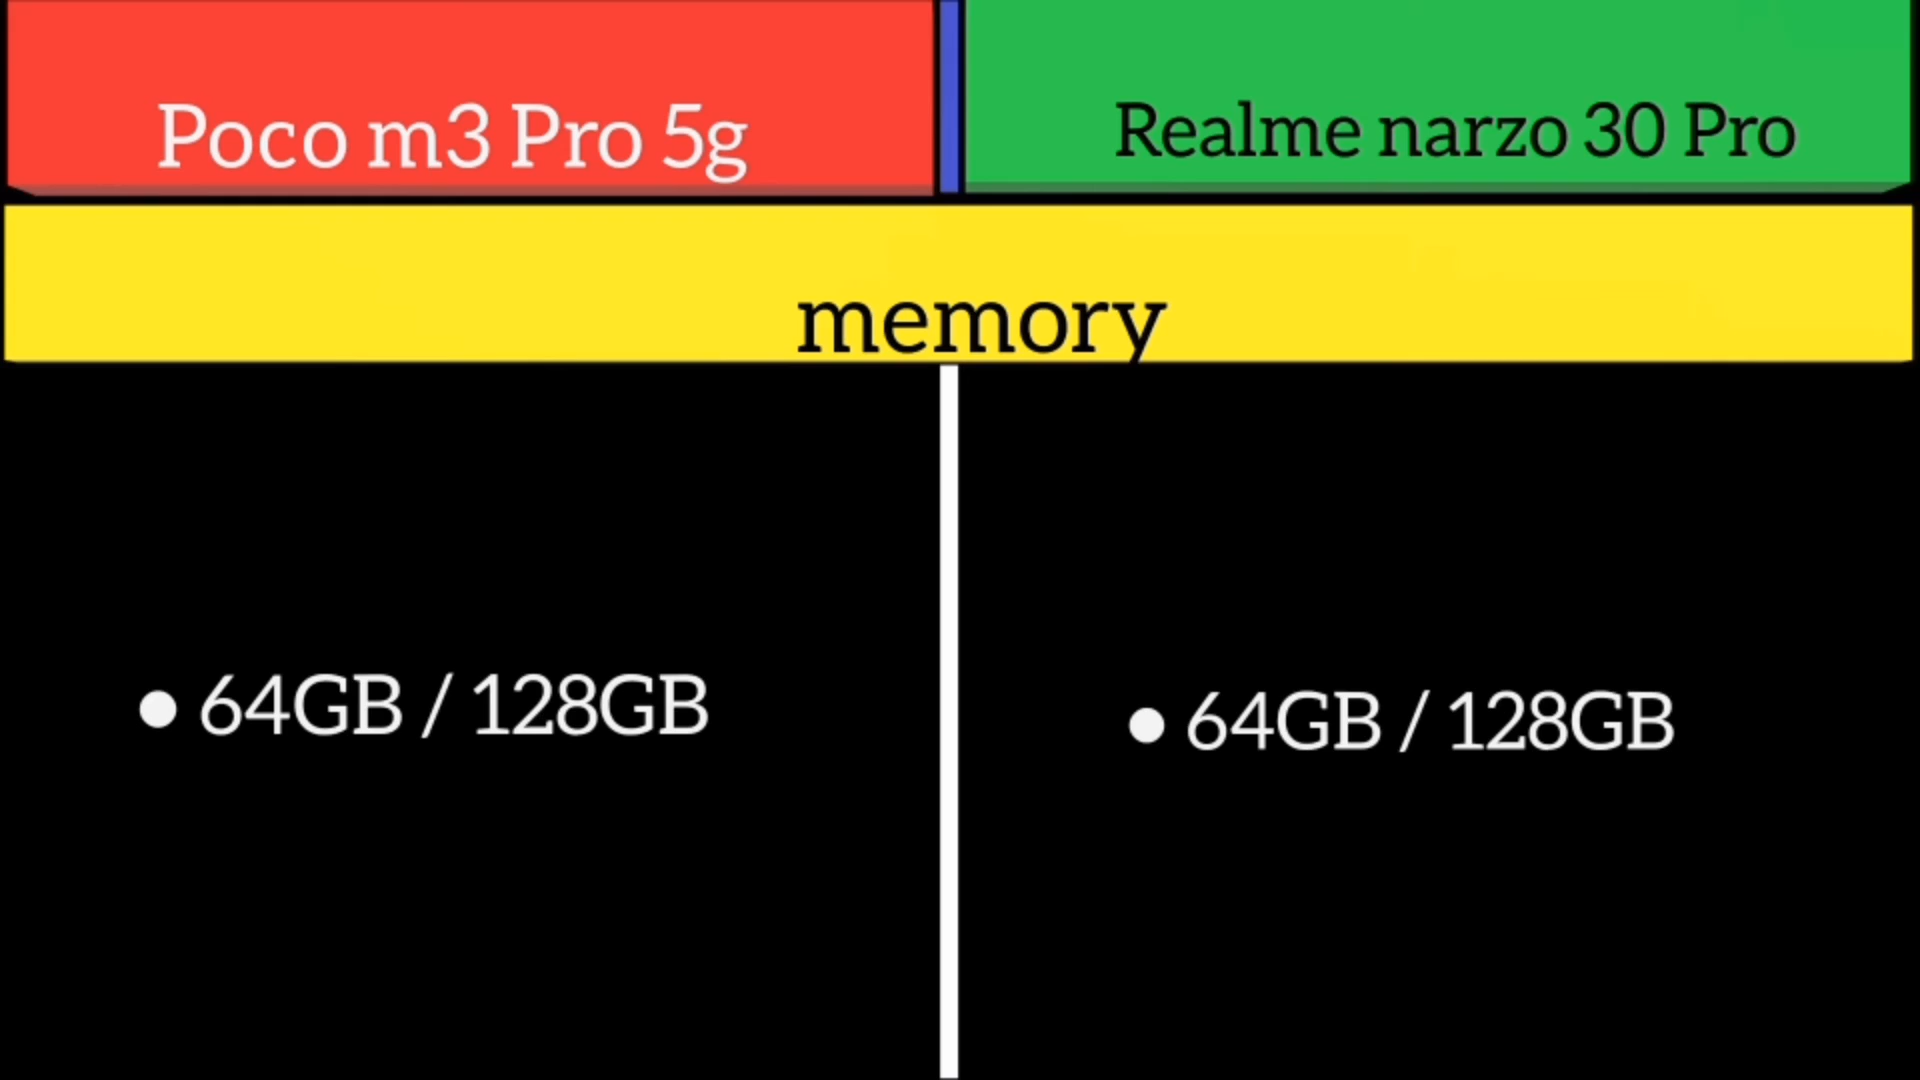 Poco m3 Pro 5g
Realme narzo 30 Pro
memory
● 64GB / 128GB
● 64GB / 128GB